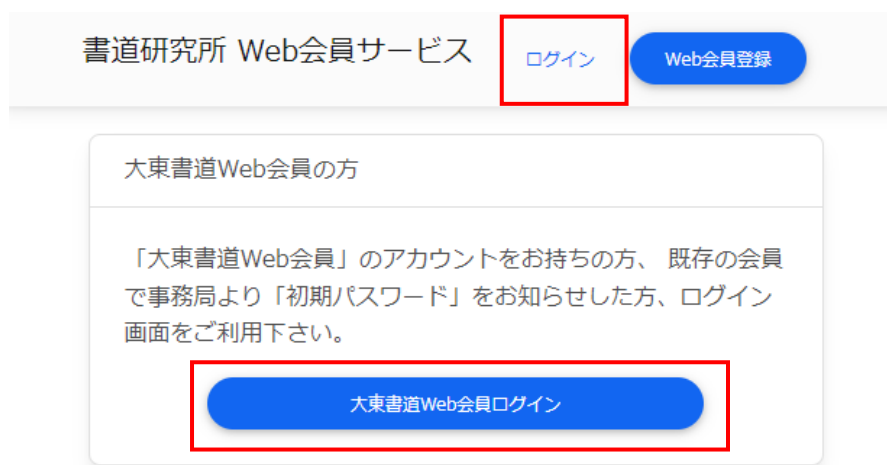 書道研究所 Web会員サービス ログイン Web会員登録
大東書道Web会員の方
「大東書道Web会員」のアカウントをお持ちの方、 既存の会員
で事務局より「初期パスワード」をお知らせした方、ログイン
画面をご利用下さい。
大東書道Web会員ログイン